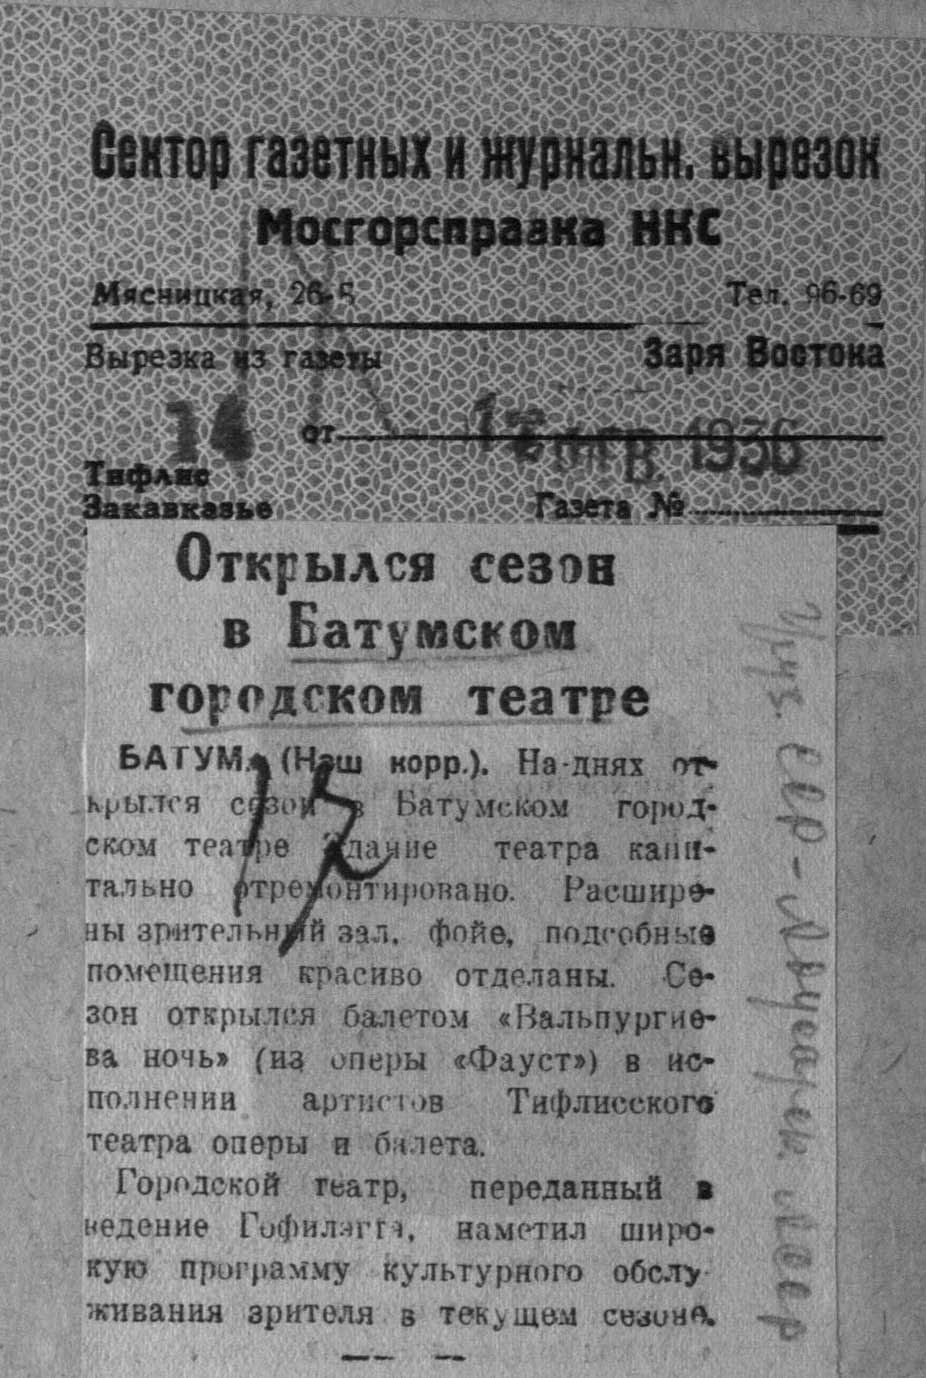 Сектор газетных и журнальн. вырезок
Мосгорсправка НКС
Мясницкая, 26-Б Тел. 96-69
Вырезка из газеты Заря Востока
14 от 1936
Тифлис
Закавказье Газета №
Открылся сезон
в Батумском
городском театре
БАТУМ. (Наш корр.). На-днях от-
крылся сезон в Батумском город-
ском театре Здание театра капи-
тально отремонтировано. Расшире-
ны зрительный зал, фойе, подсобные
помещения красиво отделаны. Се-
зон открылся балетом «Вальпургие-
ва ночь» (из оперы «Фауст») в ис-
полнении артистов Тифлисского
театра оперы и балета.
Городской театр, переданный в
ведение Гофилэгта, наметил широ-
кую программу культурного обслу-
живания зрителя в текущем сезоне.